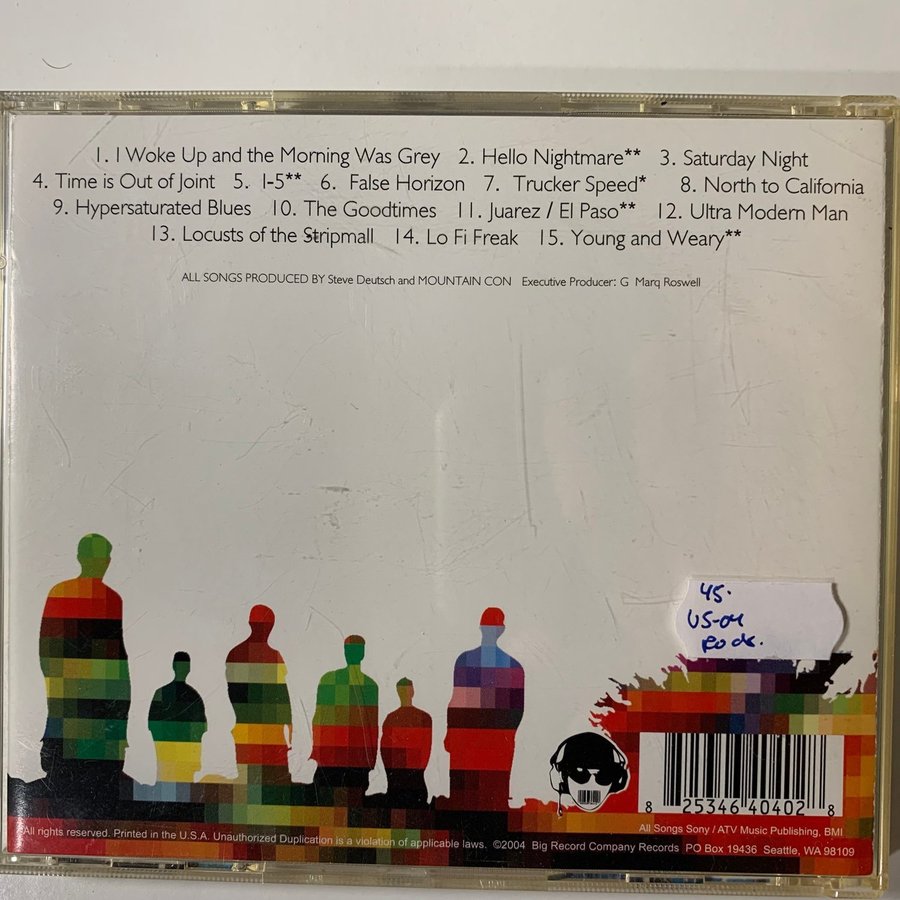 1. I Woke Up and the Morning Was Grey 2. Hello Nightmare** 3. Saturday Night
4. Time is Out of Joint 5. I-5** 6. False Horizon 7. Trucker Speed* 8. North to California
9. Hypersaturated Blues 10. The Goodtimes 11. Juarez / El Paso** 12. Ultra Modern Man
13. Locusts of the Stripmall 14. Lo Fi Freak 15. Young and Weary**
ALL SONGS PRODUCED BY Steve Deutsch and MOUNTAIN CON Executive Producer: G Marq Roswell
45.
US-04
8 25346 40402 8
All Songs Sony / ATV Music Publishing, BMI
All rights reserved. Printed in the U.S.A. Unauthorized Duplication is a violation of applicable laws. ©2004 Big Record Company Records PO Box 19436 Seattle, WA 98109